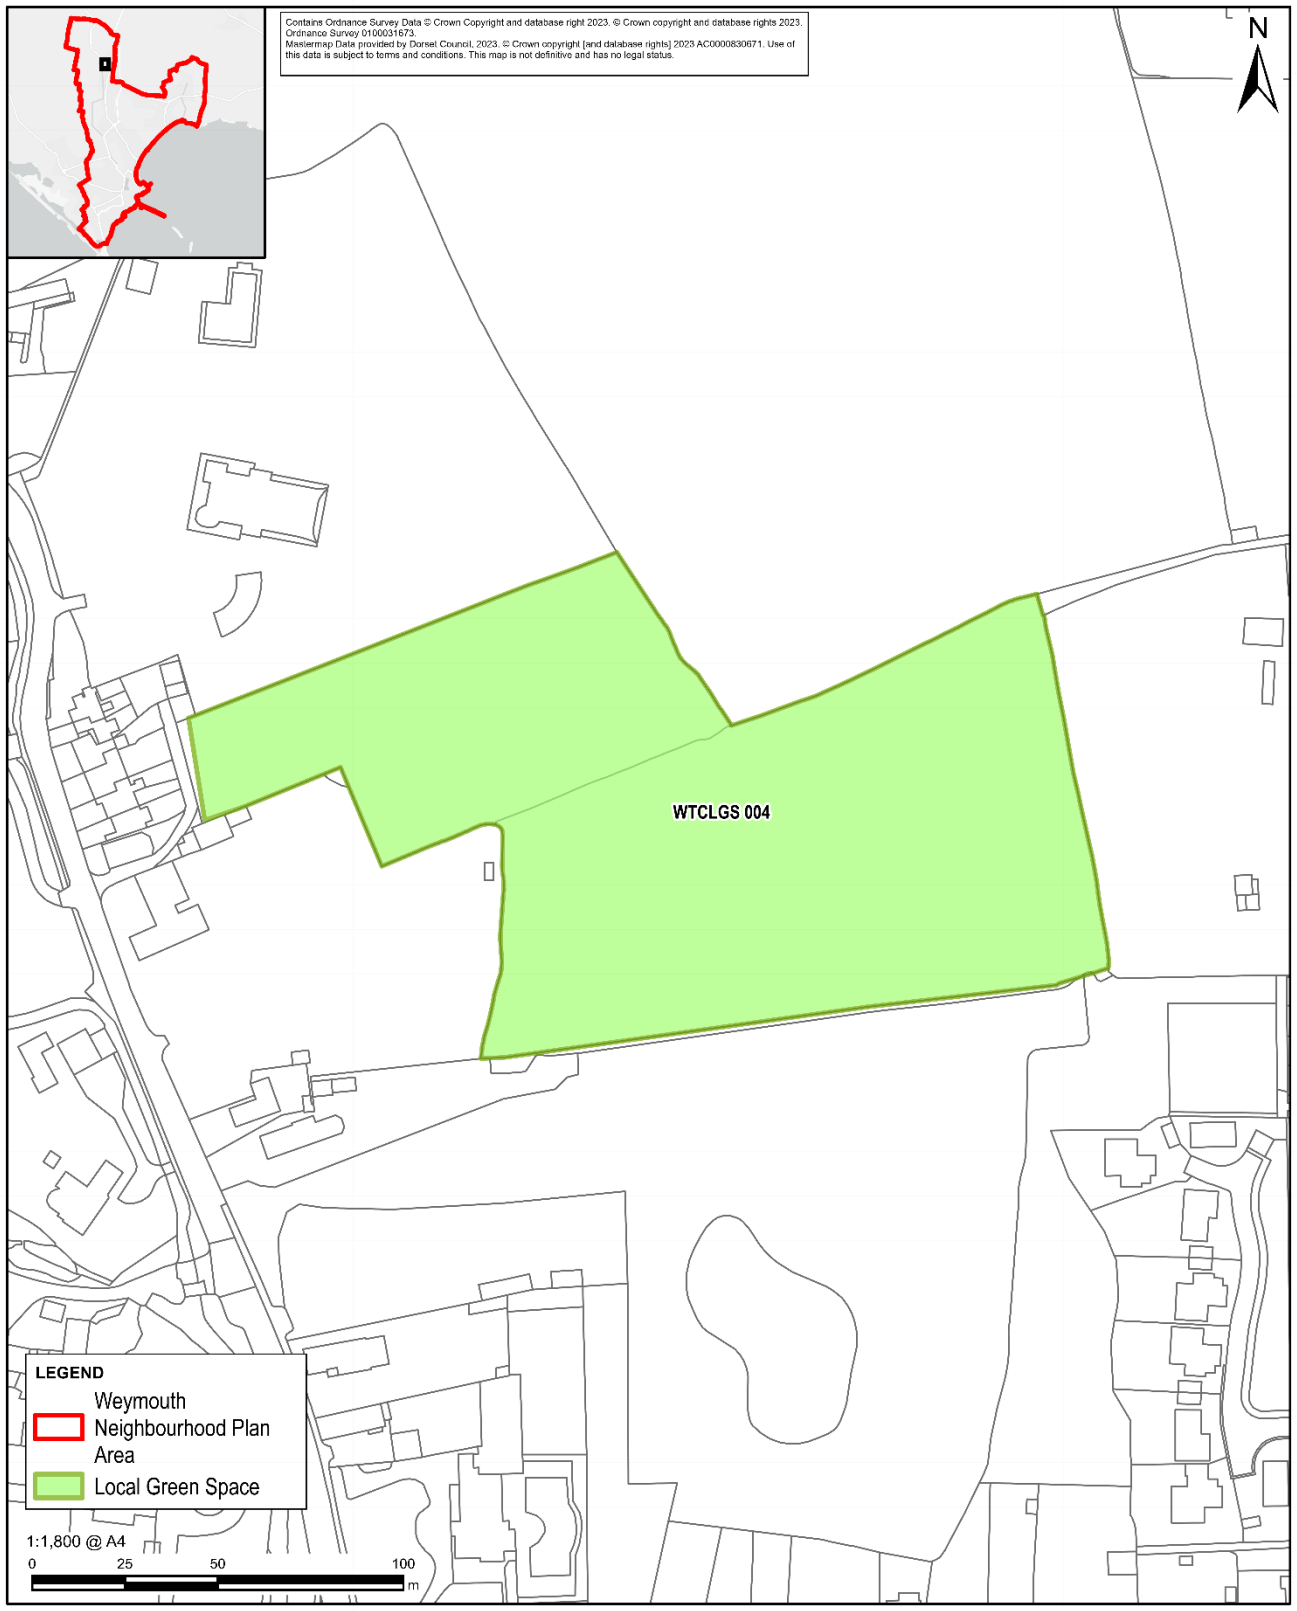 Contains Ordnance Survey Data © Crown Copyright and database right 2023. © Crown copyright and database rights 2023.
Ordnance Survey 0100031673.
Mastermap Data provided by Dorset Council, 2023. © Crown copyright [and database rights] 2023 AC0000830671. Use of
this data is subject to terms and conditions. This map is not definitive and has no legal status.
N
WTCLGS 004
LEGEND
Weymouth
Neighbourhood Plan
Area
Local Green Space
1:1,800 @ A4
0 25 50 100
m